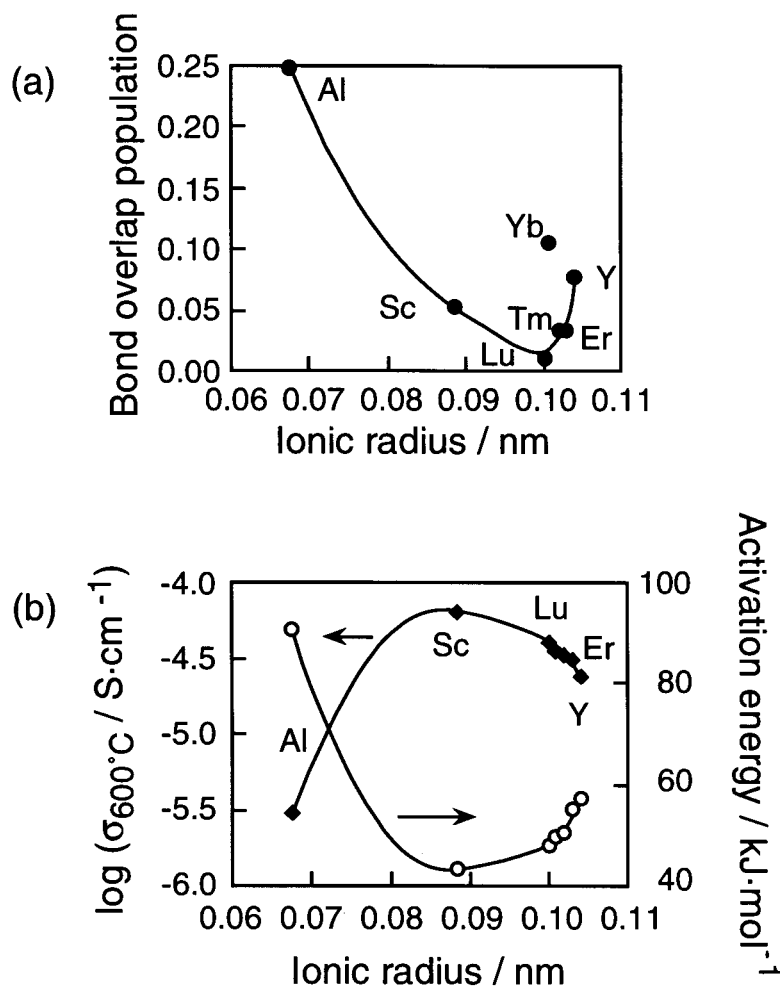 (a)
Bond overlap population
0.25
0.20
0.15
0.10
0.05
0.00
Al
Sc
Yb
Y
Tm
Er
Lu
0.06 0.07 0.08 0.09 0.10 0.11
Ionic radius / nm
(b)
log (σ600°C / S·cm-1)
-4.0
-4.5
-5.0
-5.5
-6.0
Al
Sc
Lu
Er
Y
100
80
60
40
Activation energy / kJ·mol-1
0.06 0.07 0.08 0.09 0.10 0.11
Ionic radius / nm